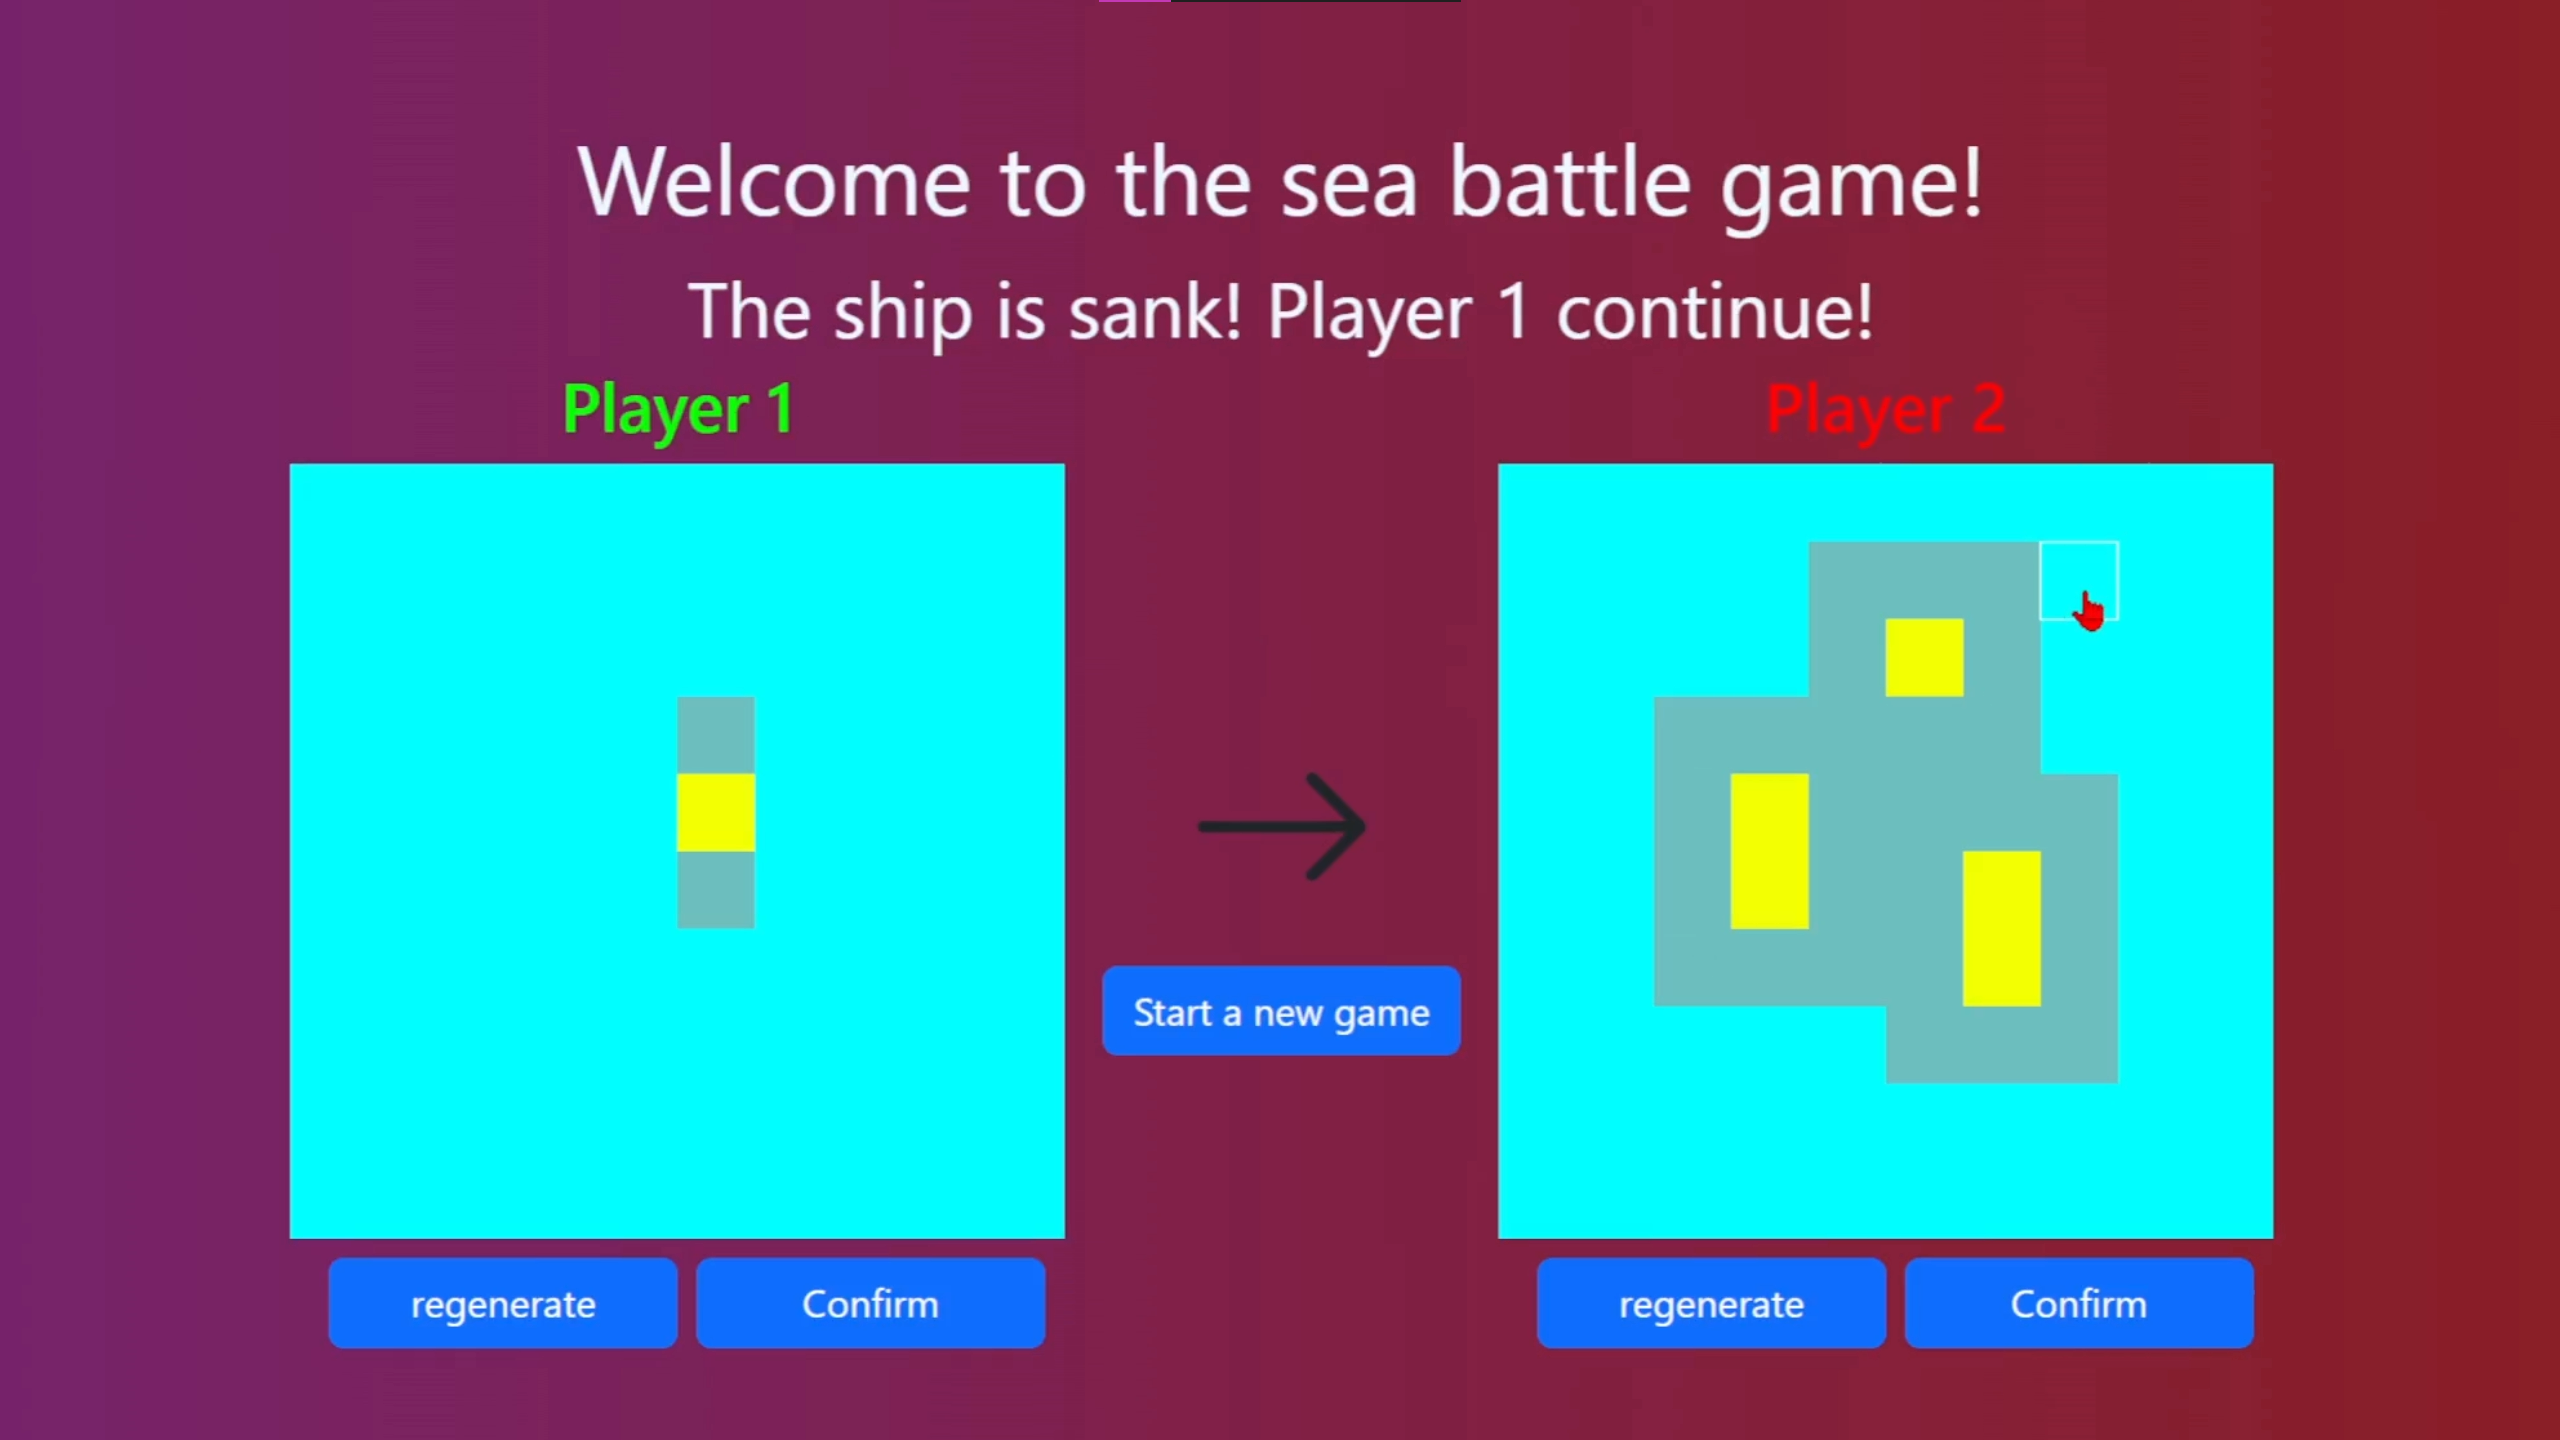 Welcome to the sea battle game!
The ship is sank! Player 1 continue!
Player 1
Player 2
Start a new game
regenerate
Confirm
regenerate
Confirm